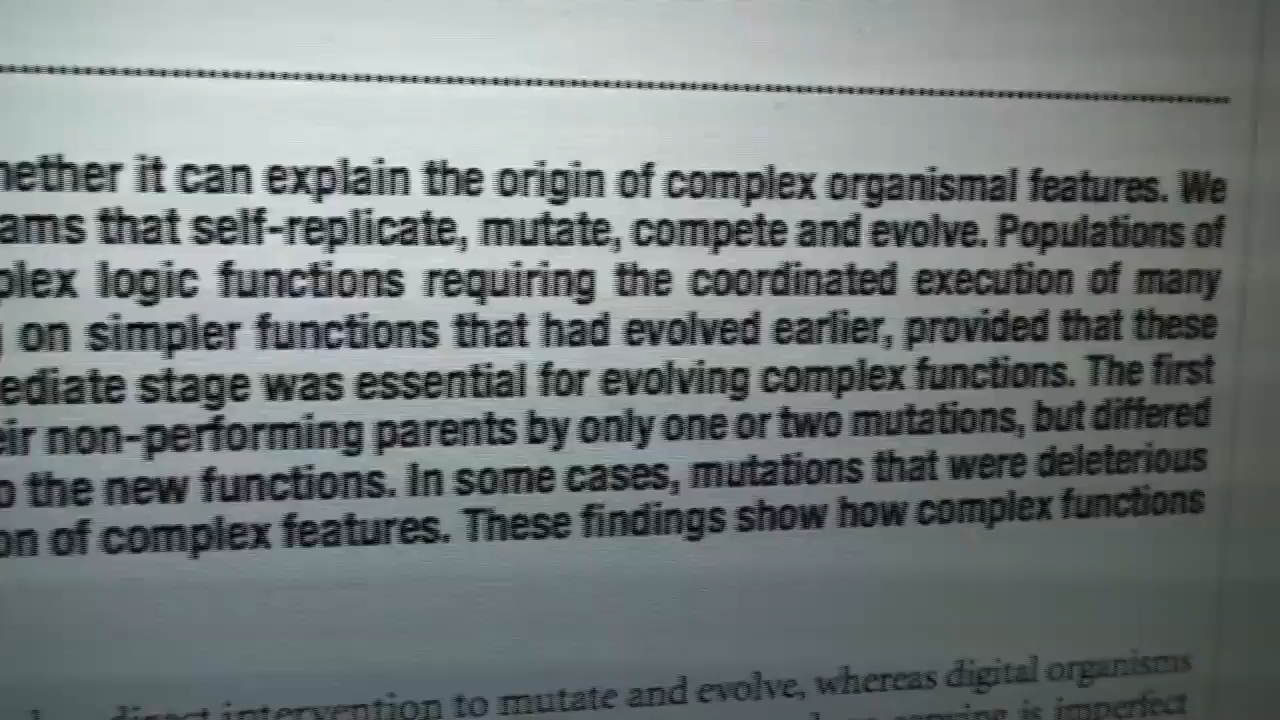 hether it can explain the origin of complex organismal features. We
ams that self-replicate, mutate, compete and evolve. Populations of
plex logic functions requiring the coordinated execution of many
on simpler functions that had evolved earlier, provided that these
ediate stage was essential for evolving complex functions. The first
eir non-performing parents by only one or two mutations, but differed
o the new functions. In some cases, mutations that were deleterious
on of complex features. These findings show how complex functions
direct intervention to mutate and evolve, whereas digital organisms
is imperfect